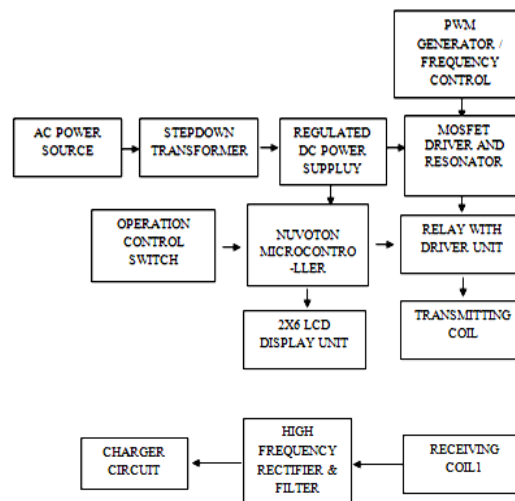 PWM
GENERATOR /
FREQUENCY
CONTROL
AC POWER
SOURCE
STEPDOWN
TRANSFORMER
REGULATED
DC POWER
SUPPLUY
MOSFET
DRIVER AND
RESONATOR
OPERATION
CONTROL
SWITCH
NUVOTON
MICROCONTRO
-LLER
RELAY WITH
DRIVER UNIT
2X6 LCD
DISPLAY UNIT
TRANSMITTING
COIL
CHARGER
CIRCUIT
HIGH
FREQUENCY
RECTIFIER &
FILTER
RECEIVING
COIL1